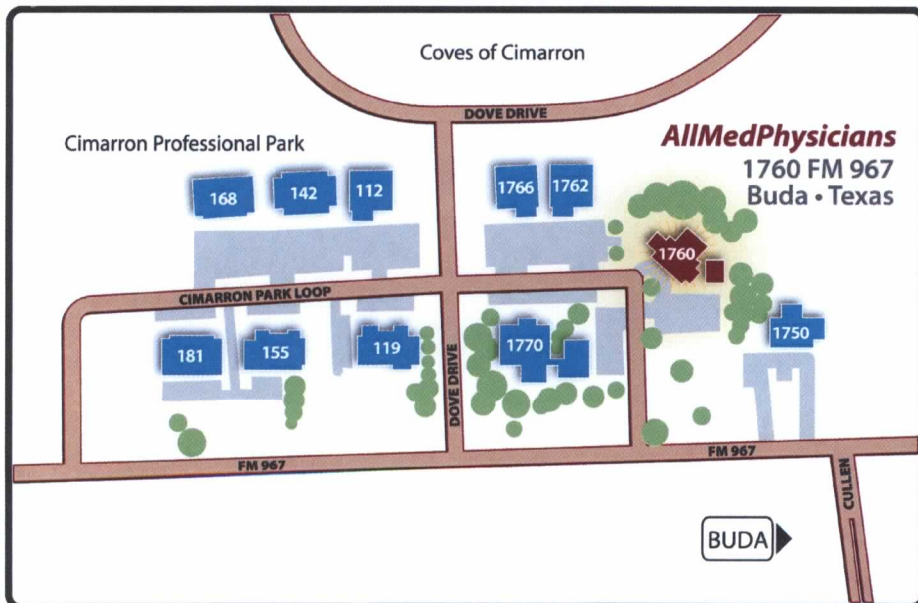 Coves of Cimarron
DOVE DRIVE
Cimarron Professional Park
AllMedPhysicians
1760 FM 967
Buda • Texas
168
142
112
1766
1762
1760
CIMARRON PARK LOOP
181
155
119
DOVE DRIVE
1770
1750
FM 967
FM 967
CULLEN
BUDA